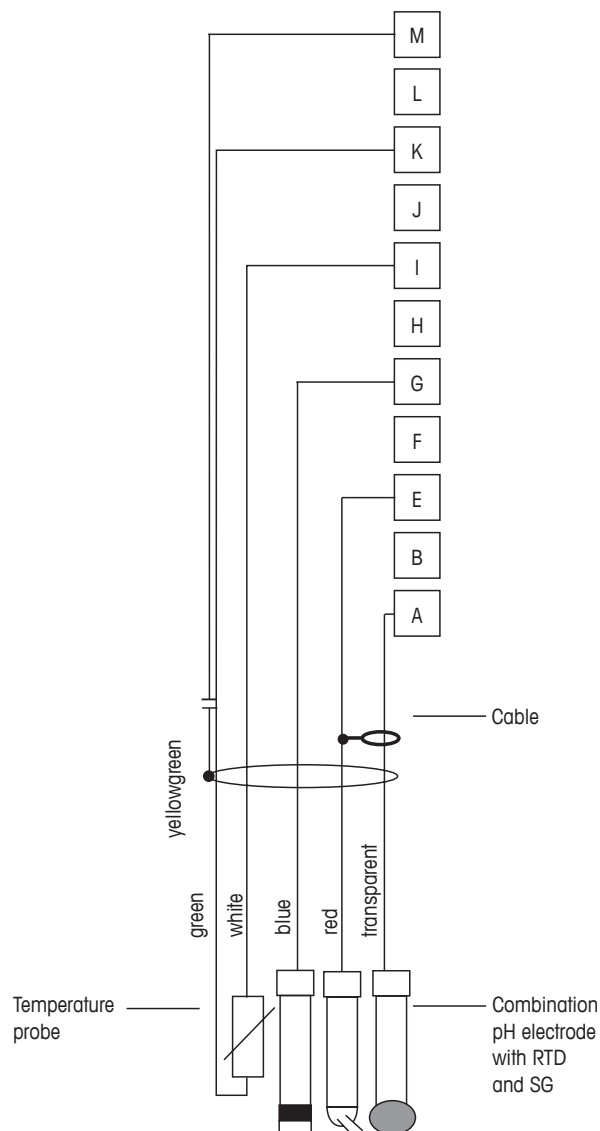 M
L
K
J
I
H
G
F
E
B
A
Cable
yellowgreen
green
white
blue
red
transparent
Temperature
probe
Combination
pH electrode
with RTD
and SG